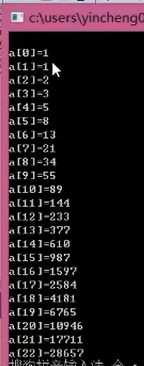 c:\users\yincheng
a[0]=1
a[1]=1
a[2]=2
a[3]=3
a[4]=5
a[5]=8
a[6]=13
a[7]=21
a[8]=34
a[9]=55
a[10]=89
a[11]=144
a[12]=233
a[13]=377
a[14]=610
a[15]=987
a[16]=1597
a[17]=2584
a[18]=4181
a[19]=6765
a[20]=10946
a[21]=17711
a[22]=28657